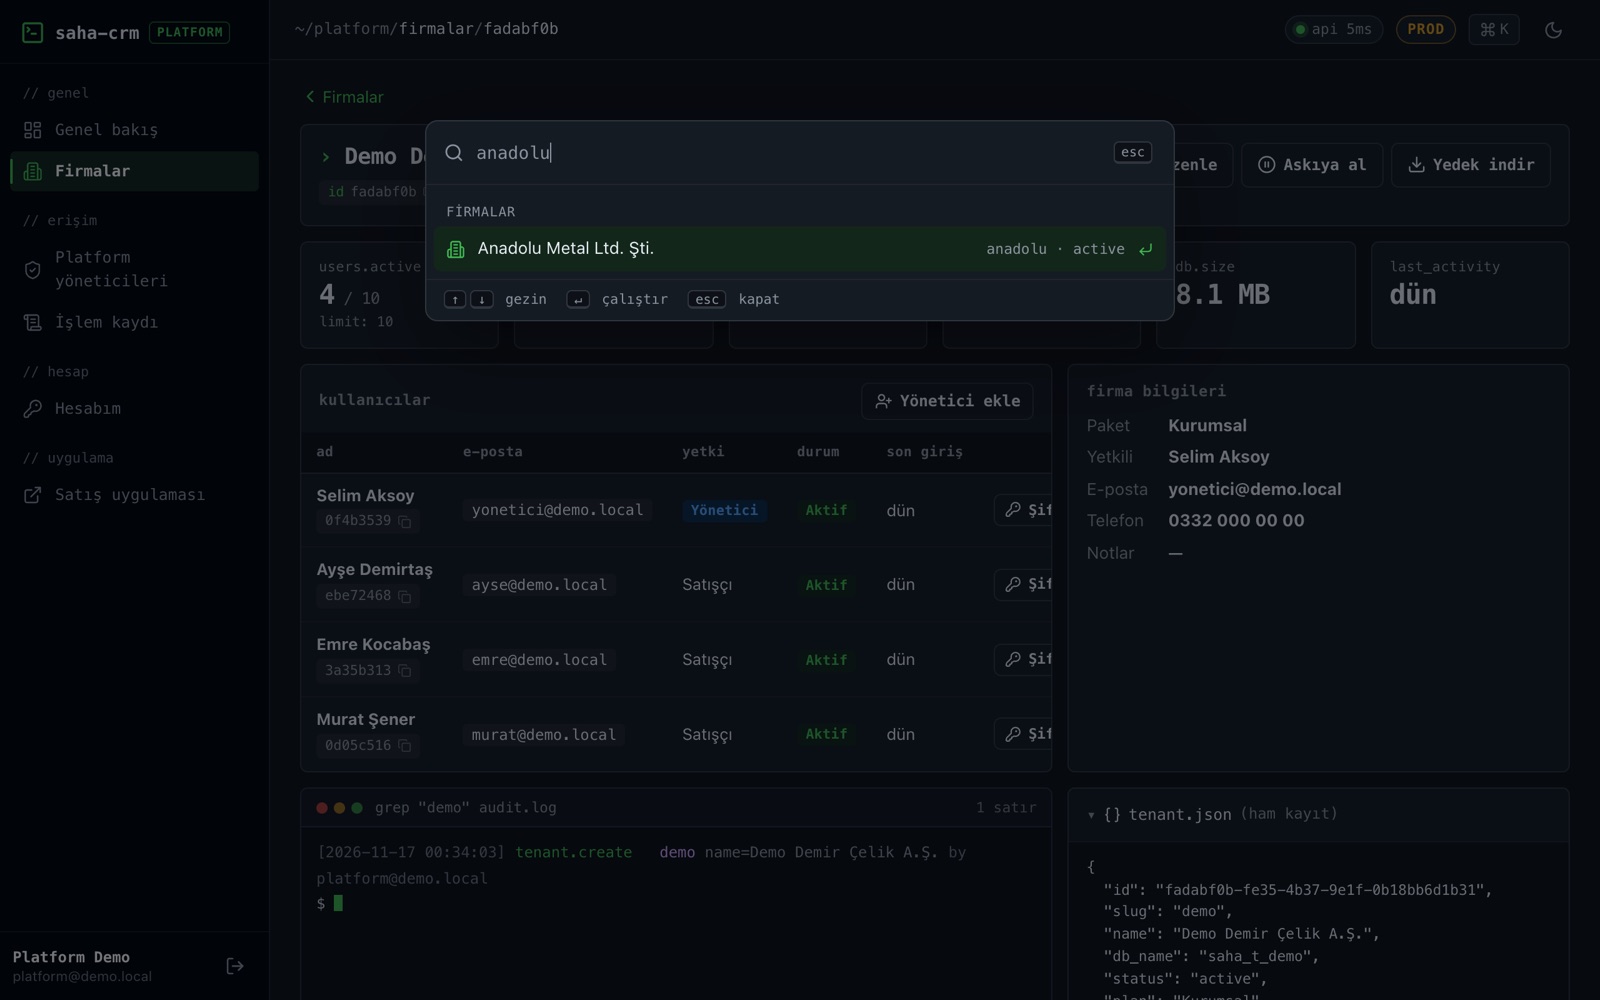 saha-crm PLATFORM
~/platform/firmalar/fadabf0b
api 5ms
PROD
⌘ K
// genel
Genel bakış
Firmalar
// erişim
Platform
yöneticileri
İşlem kaydı
// hesap
Hesabım
// uygulama
Satış uygulaması
Platform Demo
platform@demo.local
Firmalar
› Demo D
id fadabf0b
zenle
Askıya al
Yedek indir
anadolu
esc
FİRMALAR
Anadolu Metal Ltd. Şti.
anadolu · active ↵
↑ ↓ gezin ↵ çalıştır esc kapat
users.active
4 / 10
limit: 10
db.size
8.1 MB
last_activity
dün
kullanıcılar
Yönetici ekle
ad e-posta yetki durum son giriş
Selim Aksoy
0f4b3539
yonetici@demo.local Yönetici Aktif dün Şif
Ayşe Demirtaş
ebe72468
ayse@demo.local Satışçı Aktif dün Şif
Emre Kocabaş
3a35b313
emre@demo.local Satışçı Aktif dün Şif
Murat Şener
0d05c516
murat@demo.local Satışçı Aktif dün Şif
firma bilgileri
Paket Kurumsal
Yetkili Selim Aksoy
E-posta yonetici@demo.local
Telefon 0332 000 00 00
Notlar —
grep "demo" audit.log
1 satır
[2026-11-17 00:34:03] tenant.create demo name=Demo Demir Çelik A.Ş. by
platform@demo.local
$
▾ {} tenant.json (ham kayıt)
{
"id": "fadabf0b-fe35-4b37-9e1f-0b18bb6d1b31",
"slug": "demo",
"name": "Demo Demir Çelik A.Ş.",
"db_name": "saha_t_demo",
"status": "active",
"plan": "Kurumsal"